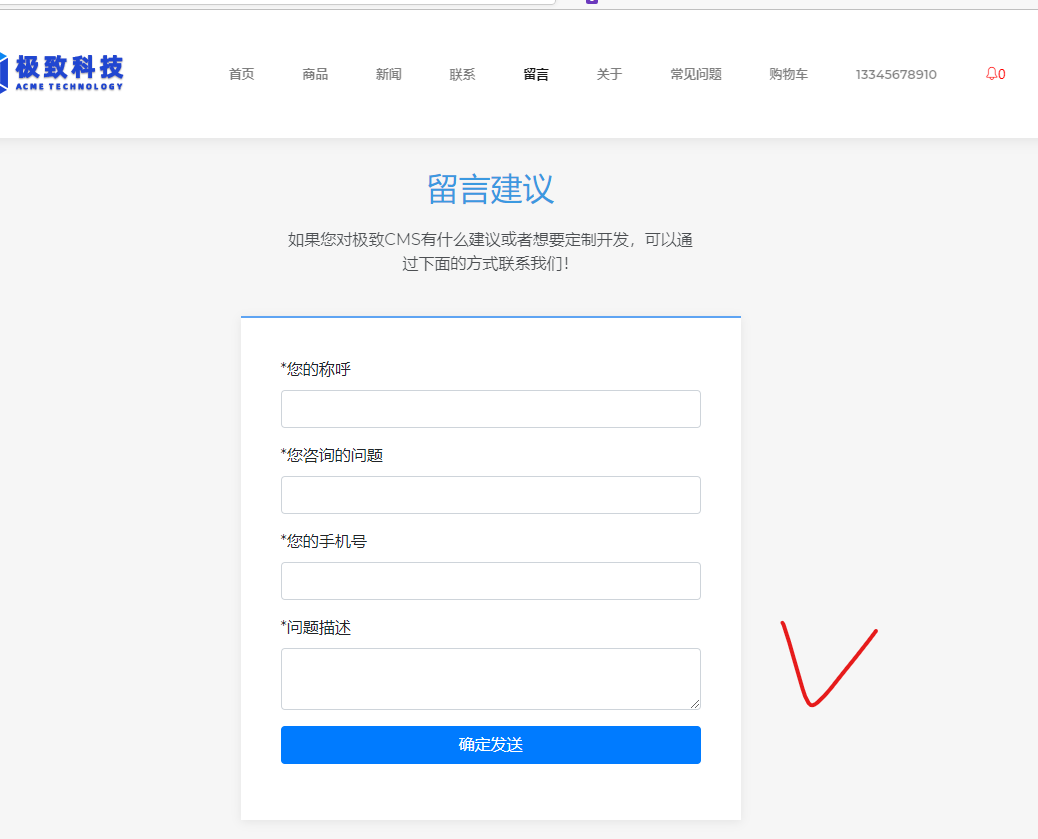 极致科技
ACME TECHNOLOGY
首页 商品 新闻 联系 留言 关于 常见问题 购物车 13345678910 0
留言建议
如果您对极致CMS有什么建议或者想要定制开发，可以通
过下面的方式联系我们！
*您的称呼
*您咨询的问题
*您的手机号
*问题描述
确定发送